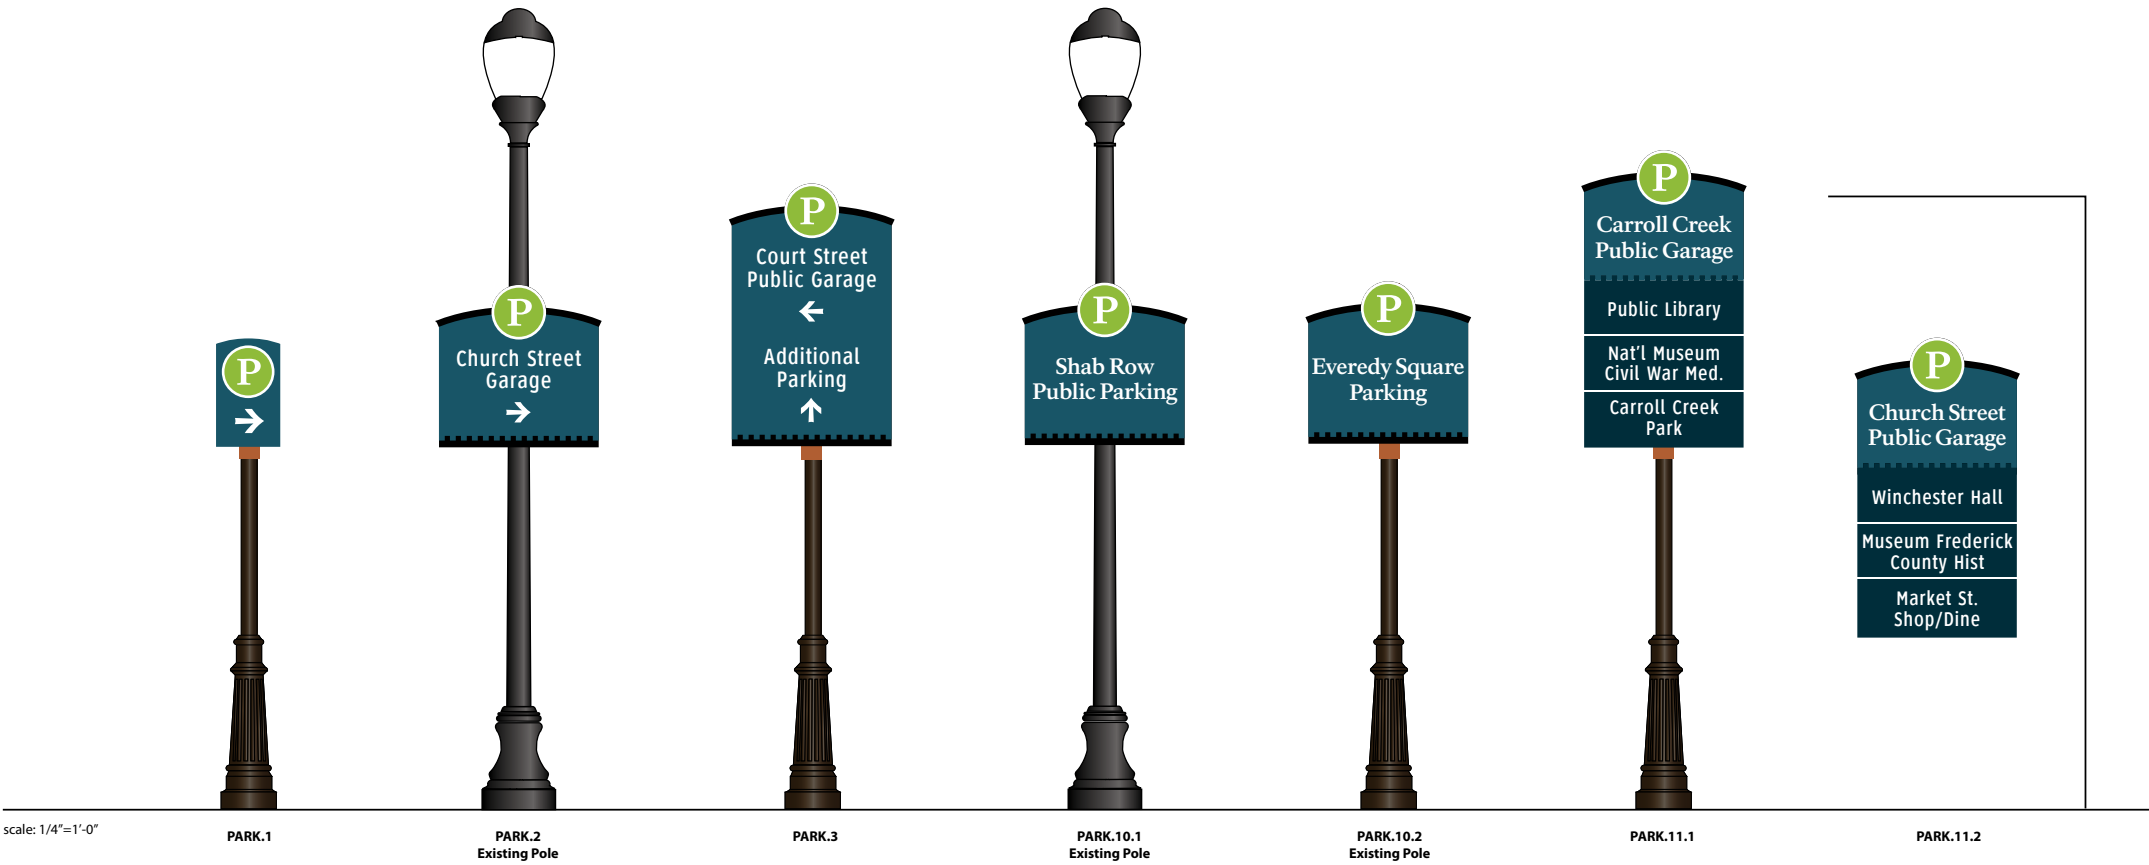 P
→
PARK.1
P
Church Street
Garage
→
PARK.2
Existing Pole
P
Court Street
Public Garage
←
Additional
Parking
↑
PARK.3
P
Shab Row
Public Parking
PARK.10.1
Existing Pole
P
Everedy Square
Parking
PARK.10.2
Existing Pole
P
Carroll Creek
Public Garage
Public Library
Nat'l Museum
Civil War Med.
Carroll Creek
Park
PARK.11.1
P
Church Street
Public Garage
Winchester Hall
Museum Frederick
County Hist
Market St.
Shop/Dine
PARK.11.2
scale: 1/4"=1'-0"